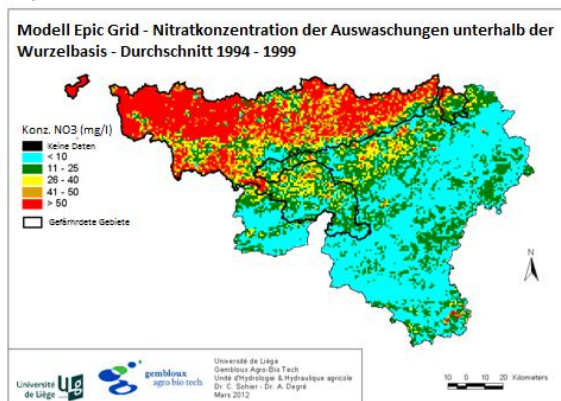 Modell Epic Grid - Nitratkonzentration der Auswaschungen unterhalb der
Wurzelbasis - Durchschnitt 1994 - 1999
Konz. NO3 (mg/l)
Keine Daten
< 10
11 - 25
26 - 40
41 - 50
> 50
Gefährdete Gebiete
N
Université
de Liège
gembloux
agro bio tech
Université de Liège
Gembloux Agro-Bio Tech
Unité d'Hydrologie & Hydraulique agricole
Dr. C. Sohier - Dr. A. Degré
Mars 2012
10 0 10 20 Kilometers